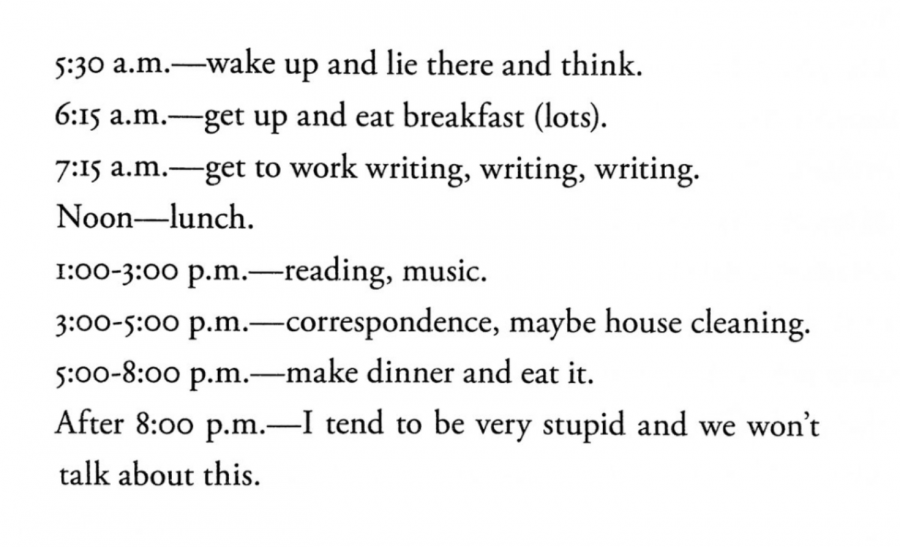 5:30 a.m.—wake up and lie there and think.
6:15 a.m.—get up and eat breakfast (lots).
7:15 a.m.—get to work writing, writing, writing.
Noon—lunch.
1:00-3:00 p.m.—reading, music.
3:00-5:00 p.m.—correspondence, maybe house cleaning.
5:00-8:00 p.m.—make dinner and eat it.
After 8:00 p.m.—I tend to be very stupid and we won't
talk about this.